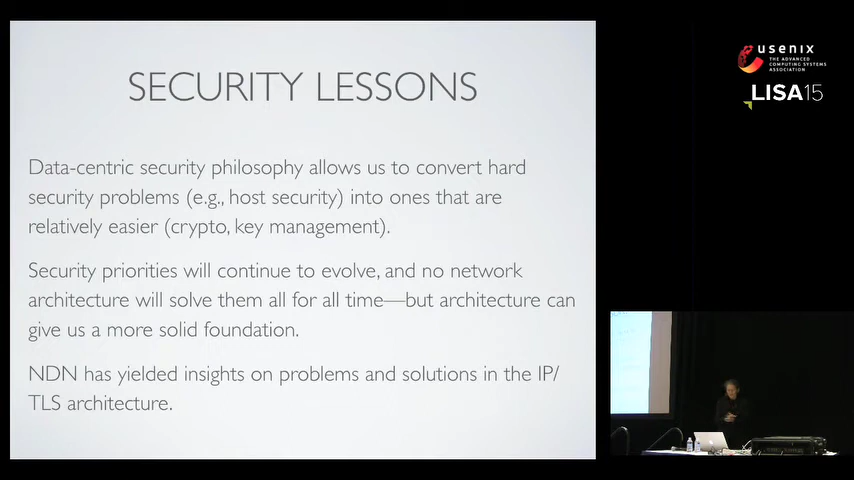 SECURITY LESSONS
Data-centric security philosophy allows us to convert hard
security problems (e.g., host security) into ones that are
relatively easier (crypto, key management).
Security priorities will continue to evolve, and no network
architecture will solve them all for all time—but architecture can
give us a more solid foundation.
NDN has yielded insights on problems and solutions in the IP/
TLS architecture.
usenix
THE ADVANCED
COMPUTING SYSTEMS
ASSOCIATION
LISA15